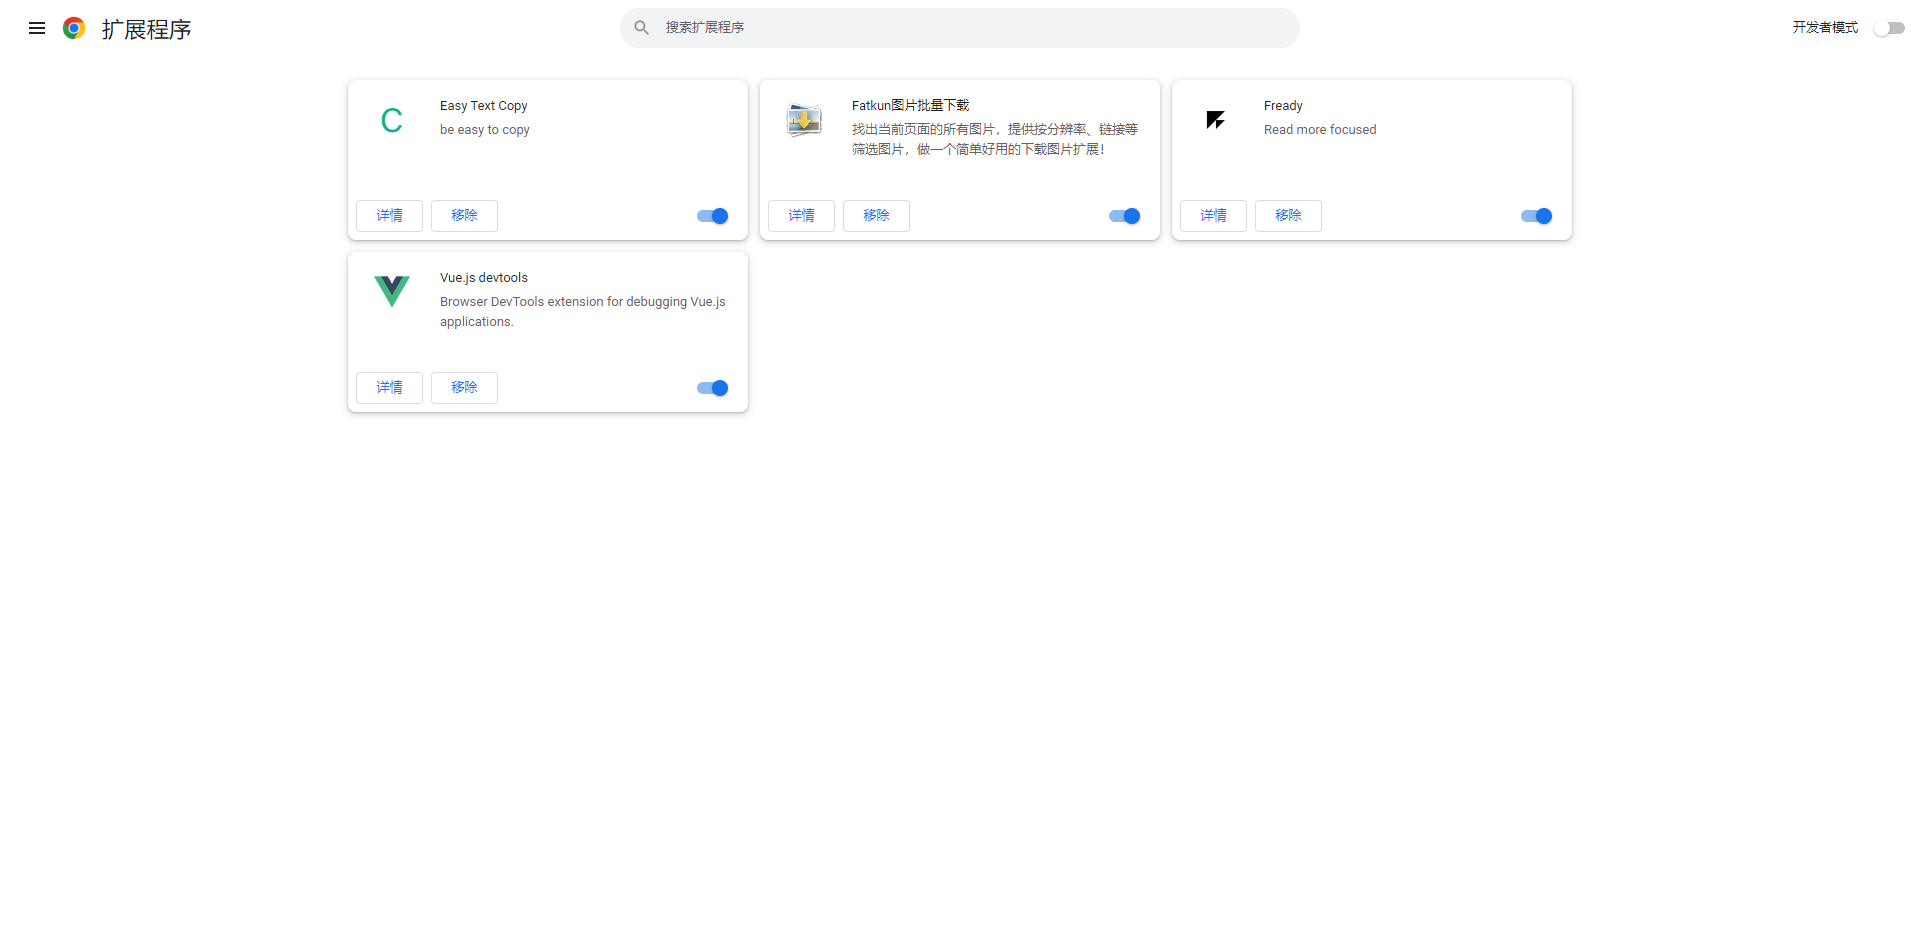 扩展程序
搜索扩展程序
开发者模式
Easy Text Copy
be easy to copy
详情
移除
Fatkun图片批量下载
找出当前页面的所有图片，提供按分辨率、链接等
筛选图片，做一个简单好用的下载图片扩展！
详情
移除
Fready
Read more focused
详情
移除
Vue.js devtools
Browser DevTools extension for debugging Vue.js
applications.
详情
移除